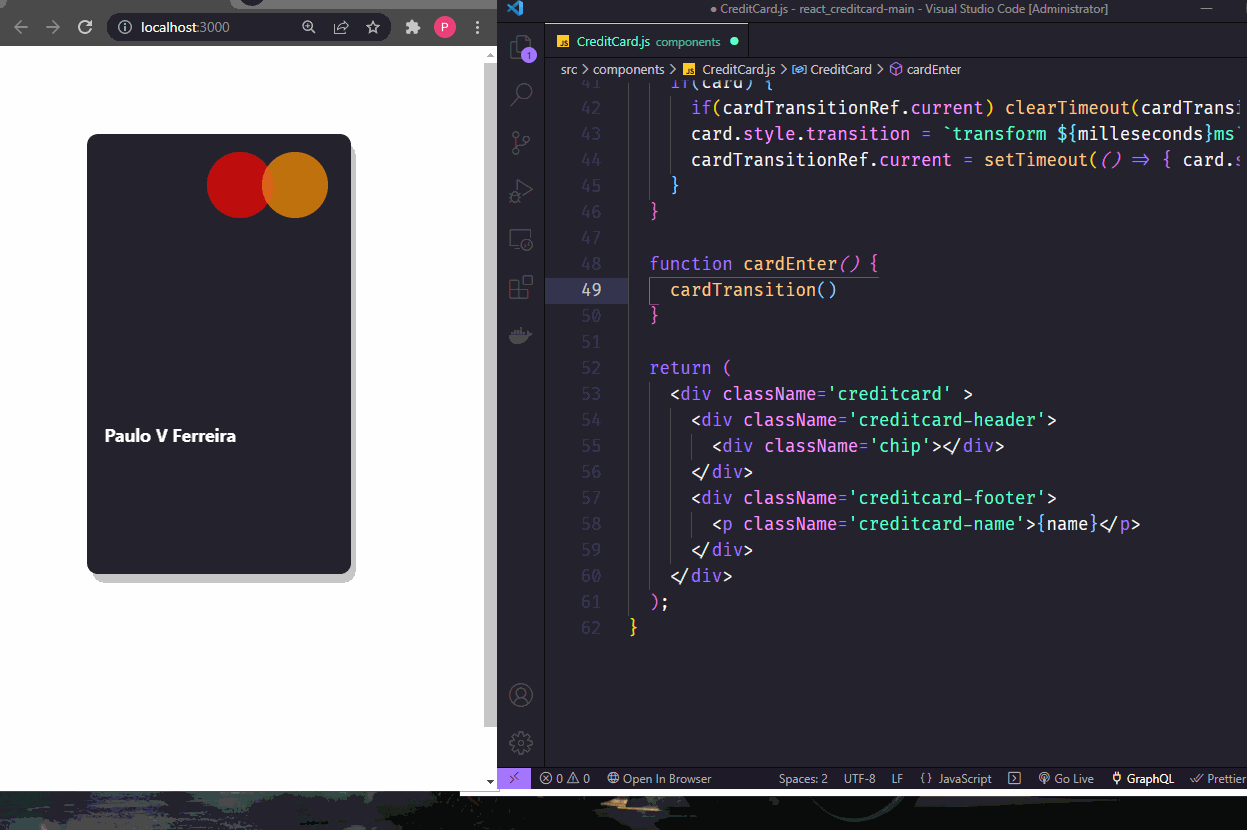 localhost:3000
P
Paulo V Ferreira
● CreditCard.js - react_creditcard-main - Visual Studio Code [Administrator]
1
JS CreditCard.js components ●
src > components > JS CreditCard.js > CreditCard > cardEnter
41 if(card) {
42 if(cardTransitionRef.current) clearTimeout(cardTransi
43 card.style.transition = `transform ${milleseconds}ms`
44 cardTransitionRef.current = setTimeout(() => { card.s
45 }
46 }
47
48 function cardEnter() {
49 cardTransition()
50 }
51
52 return (
53 <div className='creditcard' >
54 <div className='creditcard-header'>
55 <div className='chip'></div>
56 </div>
57 <div className='creditcard-footer'>
58 <p className='creditcard-name'>{name}</p>
59 </div>
60 </div>
61 );
62 }
0 0 Open In Browser Spaces: 2 UTF-8 LF {} JavaScript Go Live GraphQL Prettier